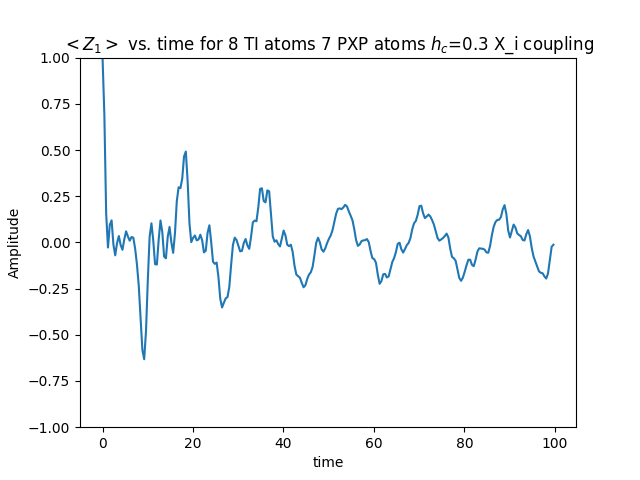 < Z₁ > vs. time for 8 TI atoms 7 PXP atoms h_c=0.3 X_i coupling
1.00
0.75
0.50
0.25
0.00
−0.25
−0.50
−0.75
−1.00
Amplitude
0 20 40 60 80 100
time